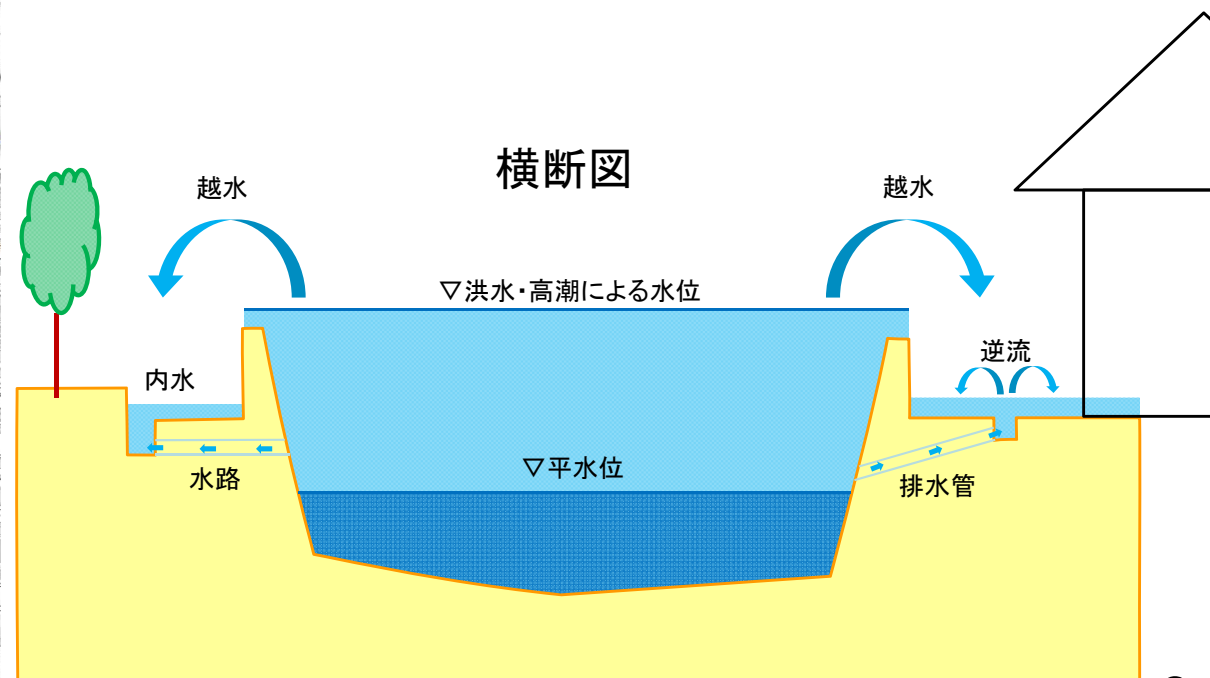 横断図
越水
越水
▽洪水・高潮による水位
逆流
内水
▽平水位
水路
排水管